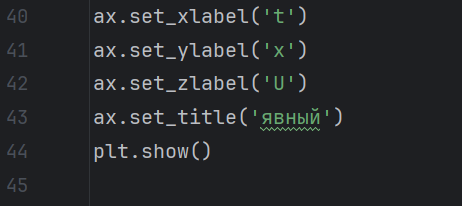 40 ax.set_xlabel('t')
41 ax.set_ylabel('x')
42 ax.set_zlabel('U')
43 ax.set_title('явный')
44 plt.show()
45